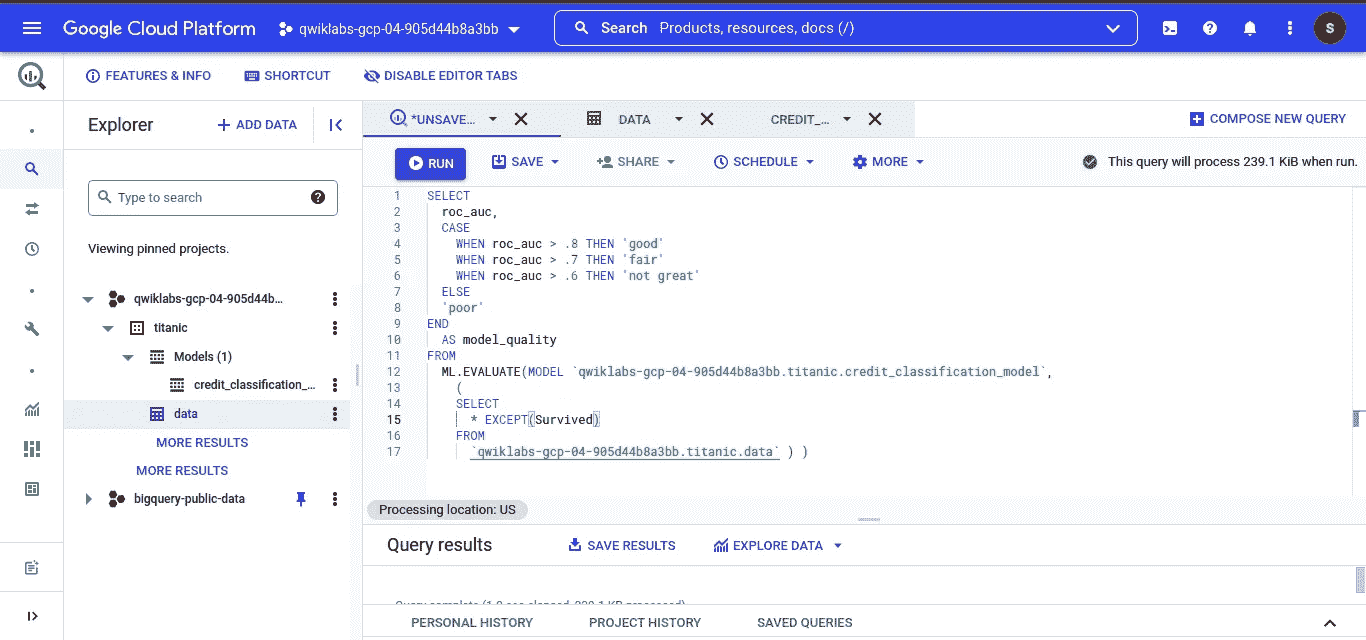 Google Cloud Platform
qwiklabs-gcp-04-905d44b8a3bb
Search Products, resources, docs (/)
S
FEATURES & INFO
SHORTCUT
DISABLE EDITOR TABS
Explorer
+ ADD DATA
*UNSAVE...
DATA
CREDIT_...
COMPOSE NEW QUERY
RUN
SAVE
SHARE
SCHEDULE
MORE
This query will process 239.1 KiB when run.
Type to search
Viewing pinned projects.
qwiklabs-gcp-04-905d44b...
titanic
Models (1)
credit_classification_...
data
MORE RESULTS
MORE RESULTS
bigquery-public-data
1 SELECT
2 roc_auc,
3 CASE
4 WHEN roc_auc > .8 THEN 'good'
5 WHEN roc_auc > .7 THEN 'fair'
6 WHEN roc_auc > .6 THEN 'not great'
7 ELSE
8 'poor'
9 END
10 AS model_quality
11 FROM
12 ML.EVALUATE(MODEL `qwiklabs-gcp-04-905d44b8a3bb.titanic.credit_classification_model`,
13 (
14 SELECT
15 * EXCEPT(Survived)
16 FROM
17 `qwiklabs-gcp-04-905d44b8a3bb.titanic.data` ) )
Processing location: US
Query results
SAVE RESULTS
EXPLORE DATA
PERSONAL HISTORY
PROJECT HISTORY
SAVED QUERIES